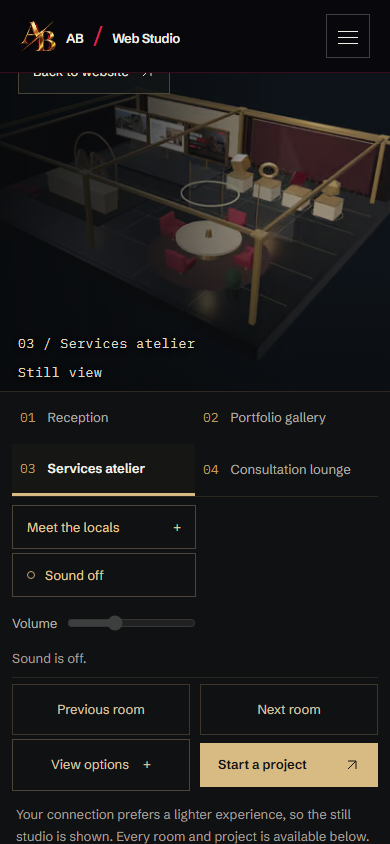 AB / Web Studio
Back to website
03 / Services atelier
Still view
01 Reception
02 Portfolio gallery
03 Services atelier
04 Consultation lounge
Meet the locals +
Sound off
Volume
Sound is off.
Previous room
Next room
View options +
Start a project
Your connection prefers a lighter experience, so the still
studio is shown. Every room and project is available below.